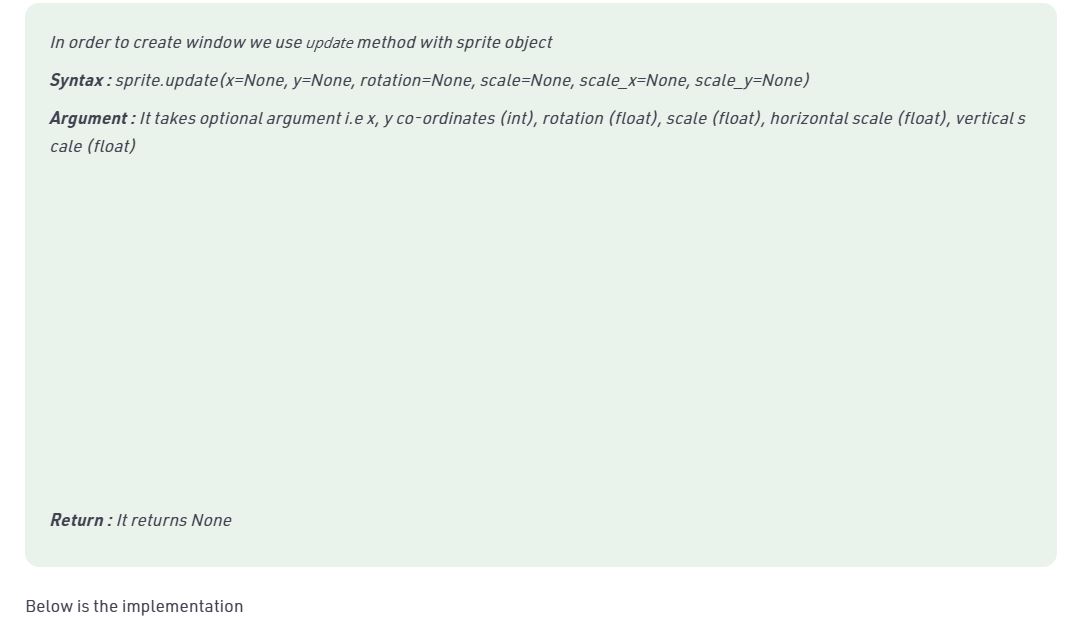 In order to create window we use update method with sprite object
Syntax : sprite.update(x=None, y=None, rotation=None, scale=None, scale_x=None, scale_y=None)
Argument : It takes optional argument i.e x, y co-ordinates (int), rotation (float), scale (float), horizontal scale (float), vertical s
cale (float)
Return : It returns None
Below is the implementation